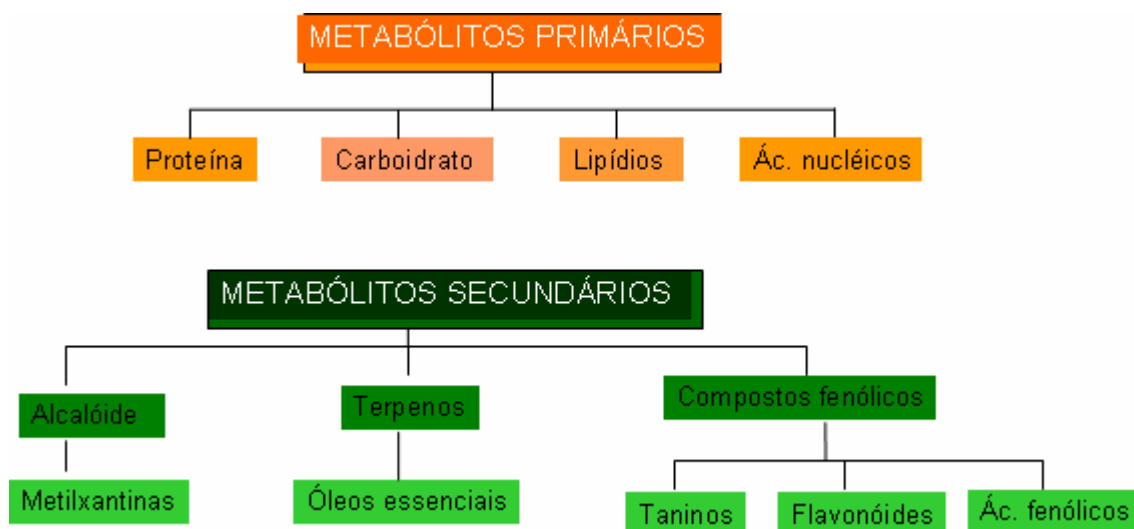 METABÓLITOS PRIMÁRIOS
Proteína Carboidrato Lipídios Ác. nucléicos
METABÓLITOS SECUNDÁRIOS
Alcalóide Terpenos Compostos fenólicos
Metilxantinas Óleos essenciais Taninos Flavonóides Ác. fenólicos